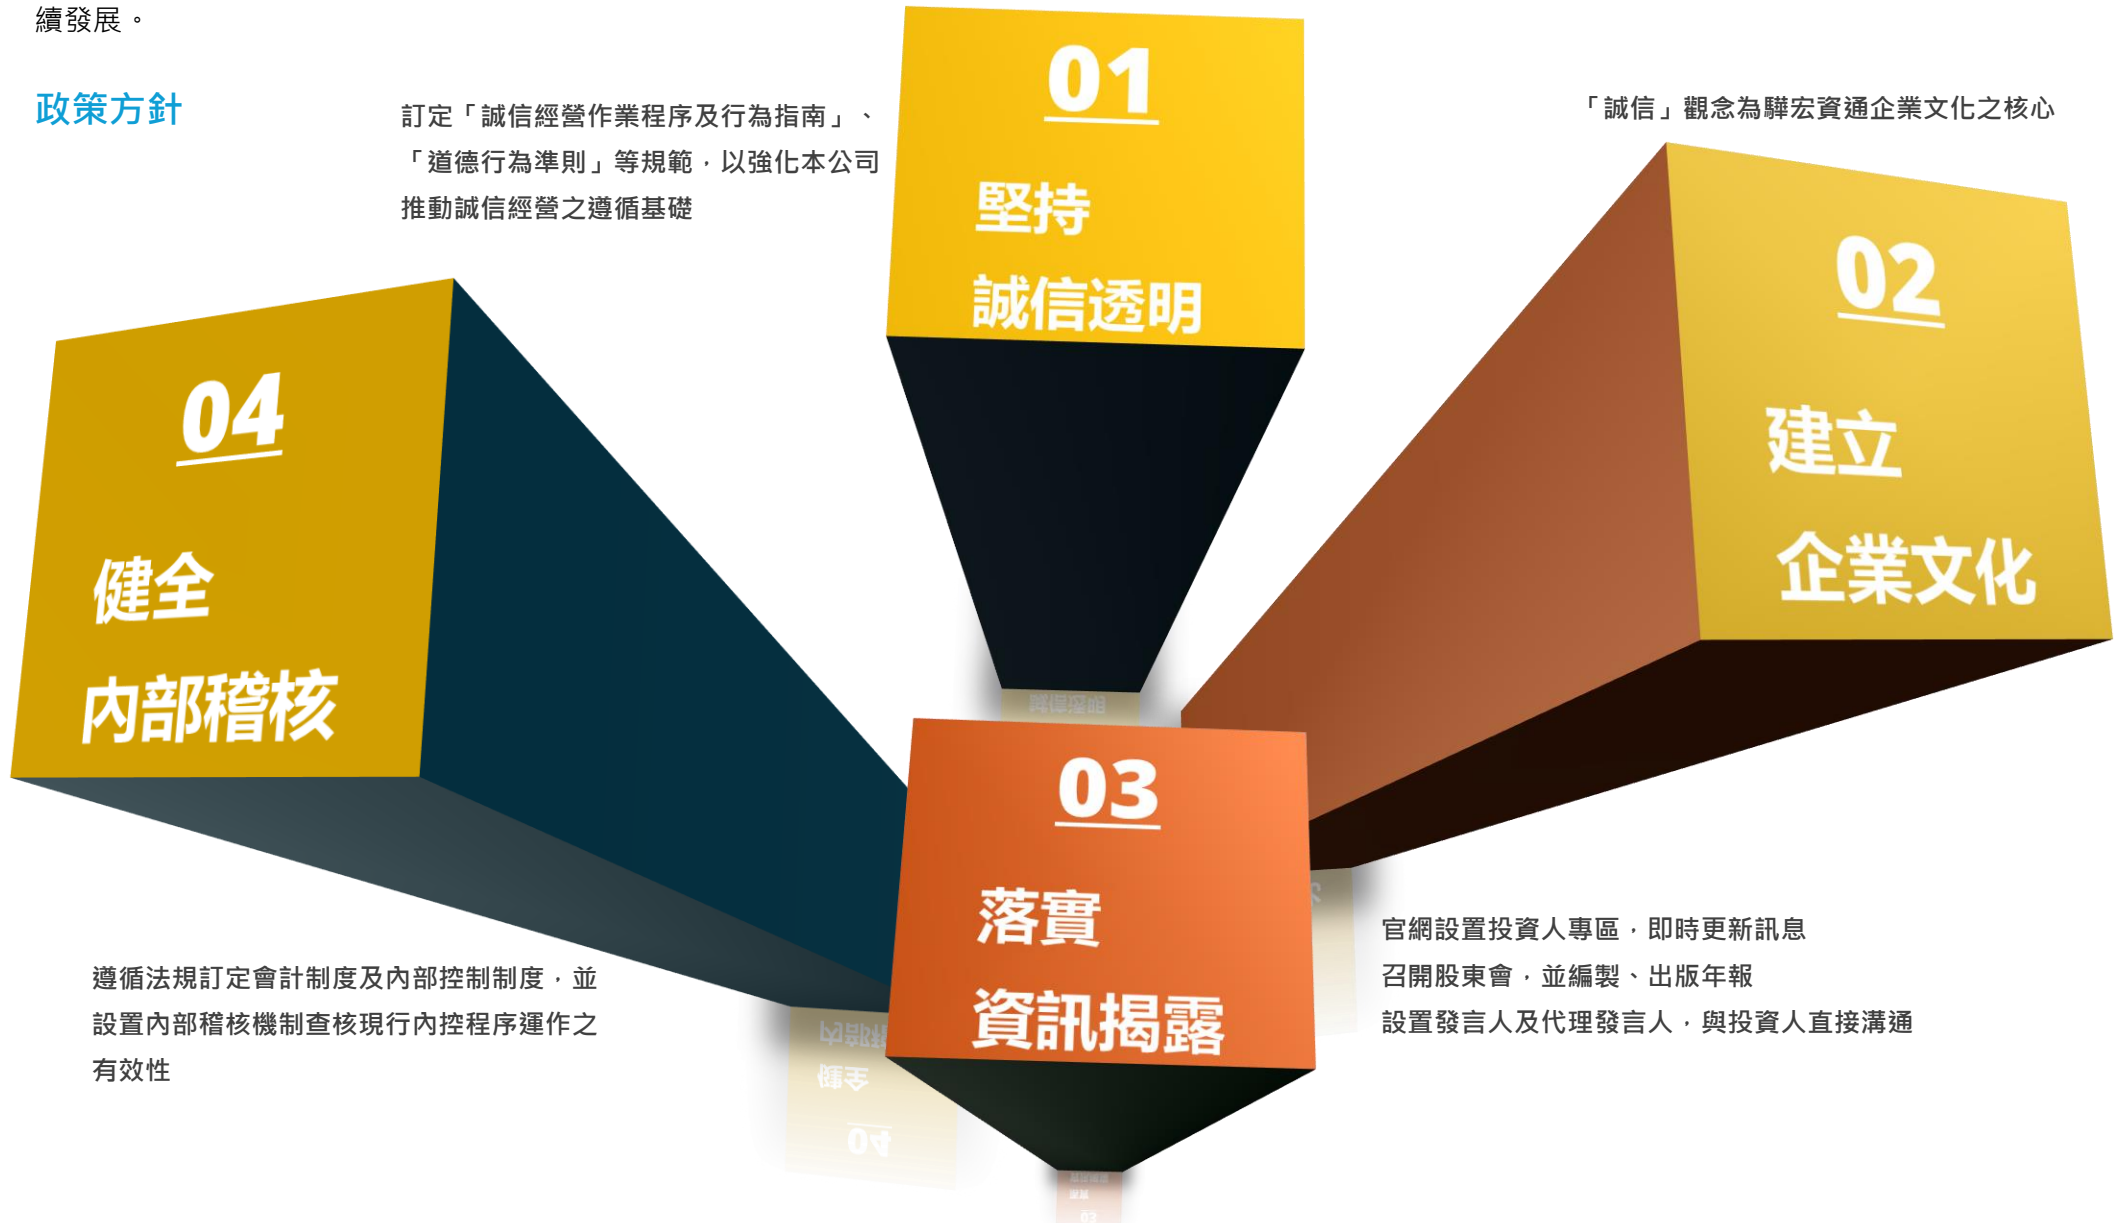 續發展。
政策方針
訂定「誠信經營作業程序及行為指南」、
「道德行為準則」等規範，以強化本公司
推動誠信經營之遵循基礎
01
堅持
誠信透明
「誠信」觀念為驊宏資通企業文化之核心
02
建立
企業文化
03
落實
資訊揭露
官網設置投資人專區，即時更新訊息
召開股東會，並編製、出版年報
設置發言人及代理發言人，與投資人直接溝通
04
健全
內部稽核
遵循法規訂定會計制度及內部控制制度，並
設置內部稽核機制查核現行內控程序運作之
有效性